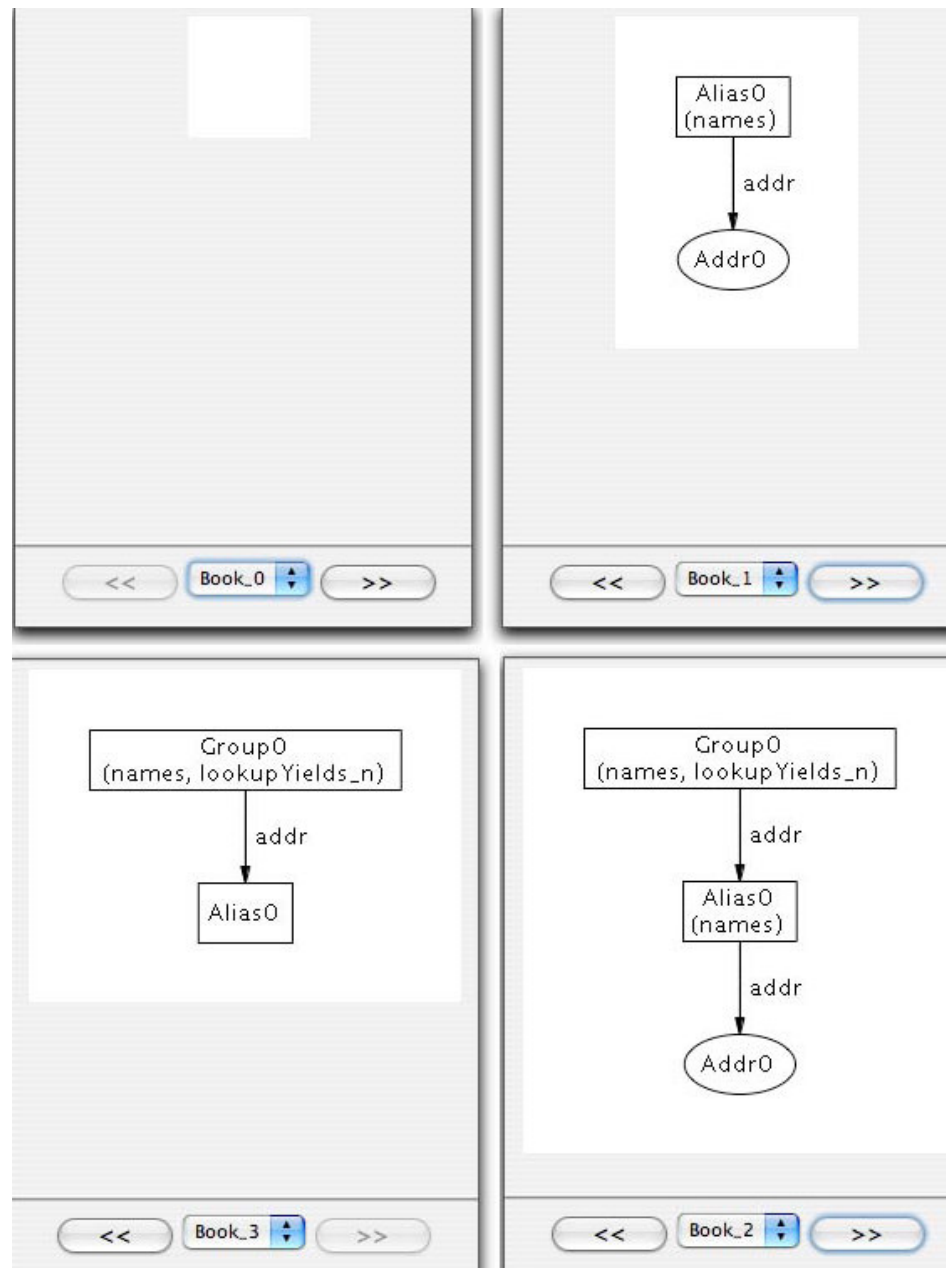 Alias0
(names)
addr
Addr0
<<
Book_0
>>
<<
Book_1
>>
Group0
(names, lookupYields_n)
addr
Alias0
<<
Book_3
>>
Group0
(names, lookupYields_n)
addr
Alias0
(names)
addr
Addr0
<<
Book_2
>>